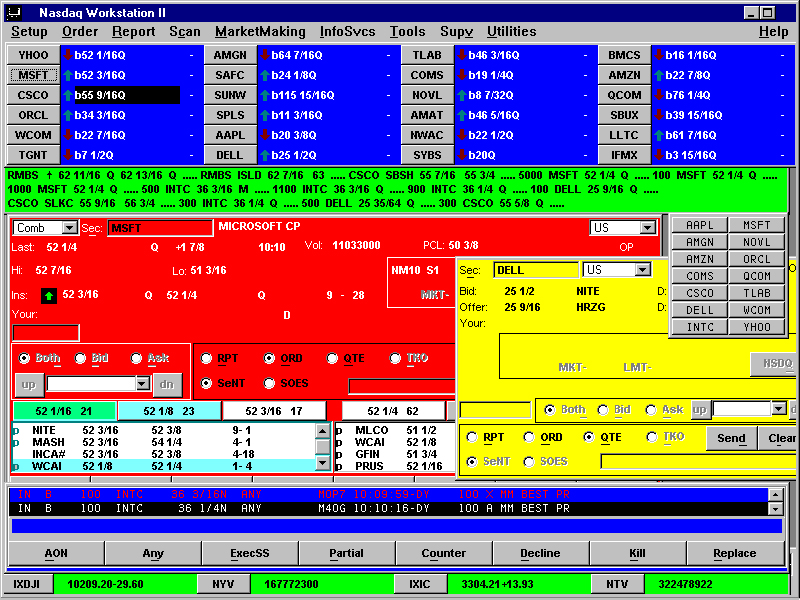 Nasdaq Workstation II
Setup Order Report Scan MarketMaking InfoSvcs Tools Supv Utilities Help
YHOO b52 1/16Q - AMGN b64 7/16Q - TLAB b46 3/16Q - BMCS b16 1/16Q -
MSFT b52 3/16Q - SAFC b24 1/8Q - COMS b19 1/4Q - AMZN b22 7/8Q -
CSCO b55 9/16Q - SUNW b115 15/16Q - NOVL b8 7/32Q - QCOM b76 1/4Q -
ORCL b34 3/16Q - SPLS b11 3/16Q - AMAT b46 5/16Q - SBUX b39 15/16Q -
WCOM b22 7/16Q - AAPL b20 3/8Q - NWAC b22 1/2Q - LLTC b61 7/16Q -
TGNT b7 1/2Q - DELL b25 1/2Q - SYBS b20Q - IFMX b3 15/16Q -
RMBS ↑ 62 11/16 Q 62 13/16 Q ..... RMBS ISLD 62 7/16 63 ..... CSCO SBSH 55 7/16 55 3/4 ..... 5000 MSFT 52 1/4 Q ..... 100 MSFT 52 1/4 Q .....
1000 MSFT 52 1/4 Q ..... 500 INTC 36 3/16 M ..... 1100 INTC 36 3/16 Q ..... 900 INTC 36 1/4 Q ..... 100 DELL 25 9/16 Q .....
CSCO SLKC 55 9/16 56 3/4 ..... 300 INTC 36 1/4 Q ..... 500 DELL 25 35/64 Q ..... 300 CSCO 55 5/8 Q .....
Comb Sec: MSFT MICROSOFT CP US
Last: 52 1/4 Q +1 7/8 10:10 Vol: 11033000 PCL: 50 3/8 OP
Hi: 52 7/16 Lo: 51 3/16 NM10 S1
Ins: 52 3/16 Q 52 1/4 Q 9 - 28 MKT-
Your: D
Both Bid Ask RPT ORD QTE TKO
up dn SeNT SOES
52 1/16 21 52 1/8 23 52 3/16 17 52 1/4 62
p NITE 52 3/16 52 3/8 9- 1 p MLCO 51 1/2
p MASH 52 3/16 54 1/4 4- 1 p WCAI 52 1/8
INCA# 52 3/16 52 3/8 4-18 p GFIN 51 3/4
p WCAI 52 1/8 52 1/4 1- 4 p PRUS 52 1/16
AAPL MSFT
AMGN NOVL
AMZN ORCL
COMS QCOM
CSCO TLAB
DELL WCOM
INTC YHOO
Sec: DELL US
Bid: 25 1/2 NITE D:
Offer: 25 9/16 HRZG D:
Your:
MKT- LMT- NSDQ
Both Bid Ask up
RPT ORD QTE TKO Send Clear
SeNT SOES
IN B 100 INTC 36 3/16N ANY M0P7 10:09:59-DY 100 X MM BEST PR
IN B 100 INTC 36 1/4N ANY M40G 10:10:16-DY 100 A MM BEST PR
AON Any ExecSS Partial Counter Decline Kill Replace
IXDJI 10209.20-29.60 NYV 167772300 IXIC 3304.21+13.93 NTV 322478922